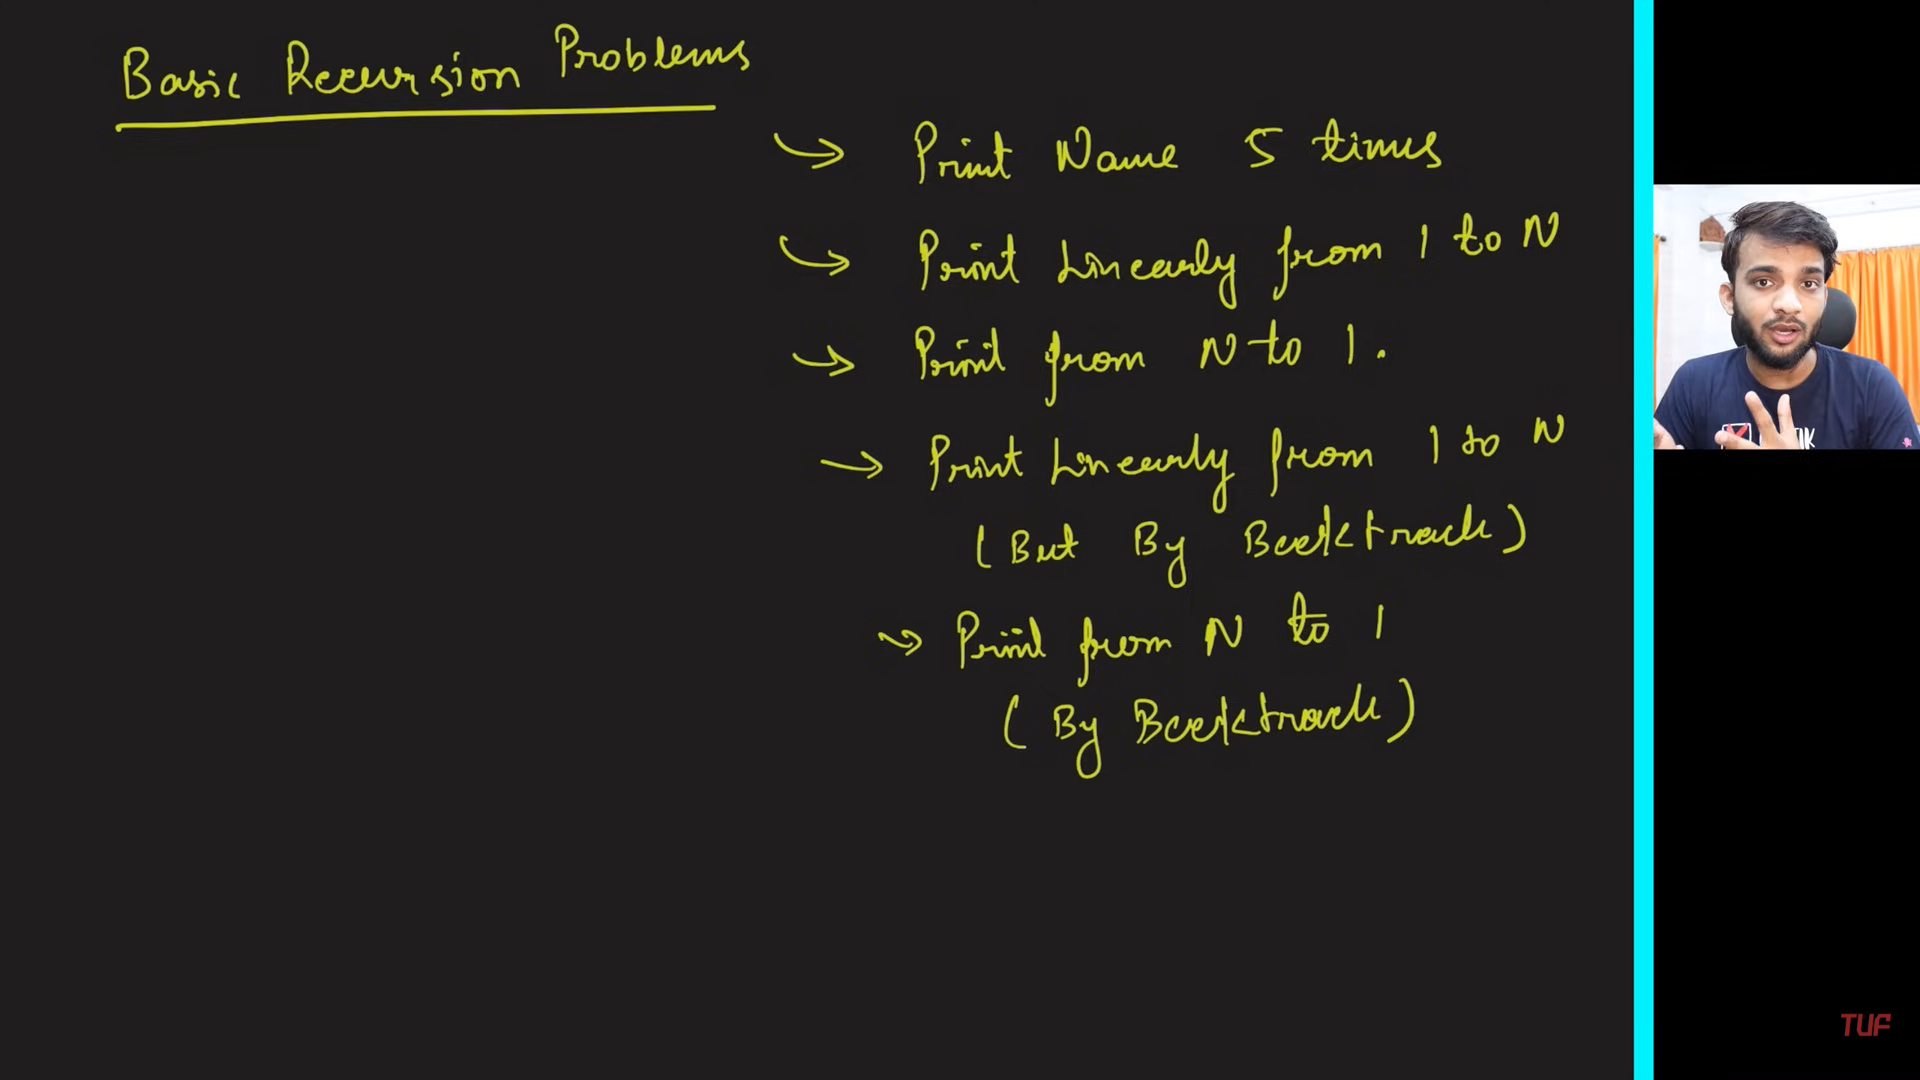 Basic Recursion Problems
Print Name 5 times
Print Linearly from 1 to N
Print from N to 1.
Print Linearly from 1 to N
(But By Backtrack)
Print from N to 1
(By Backtrack)
TUF